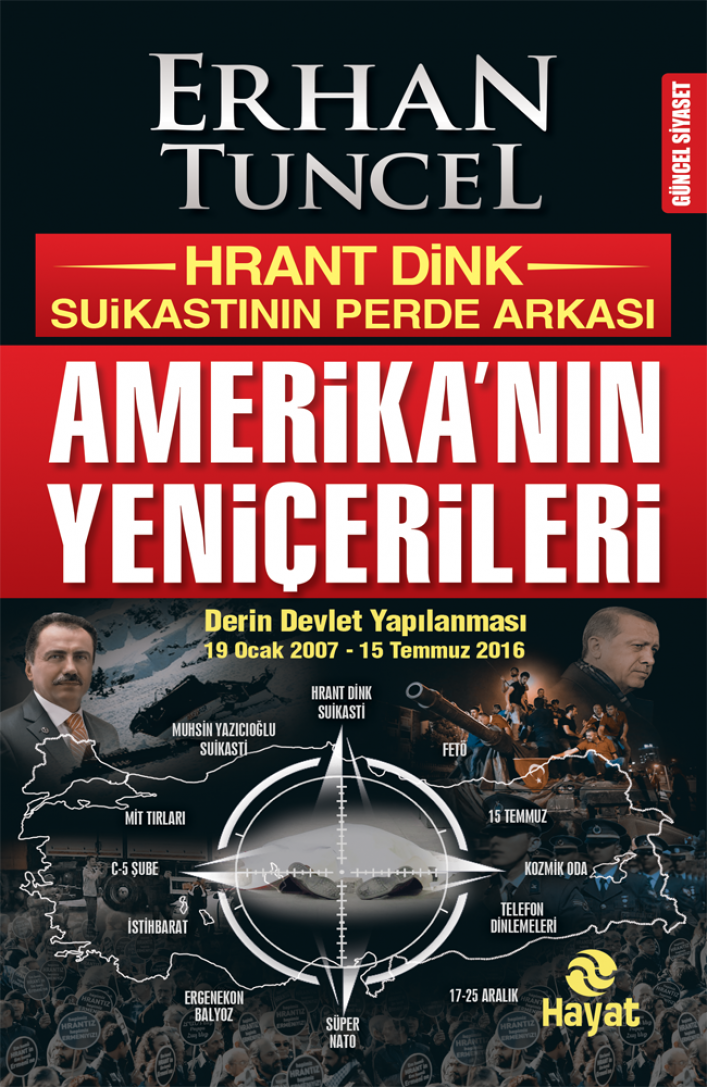 ERHAN
TUNCEL
GÜNCEL SİYASET
HRANT DİNK
SUİKASTININ PERDE ARKASI
AMERİKA'NIN
YENİÇERİLERİ
Derin Devlet Yapılanması
19 Ocak 2007 - 15 Temmuz 2016
HRANT DİNK
SUİKASTİ
MUHSİN YAZICIOĞLU
SUİKASTİ
FETÖ
MİT TIRLARI
15 TEMMUZ
C-5 ŞUBE
KOZMİK ODA
İSTİHBARAT
TELEFON
DİNLEMELERİ
ERGENEKON
BALYOZ
17-25 ARALIK
SÜPER
NATO
Hayat
HRANTIZ